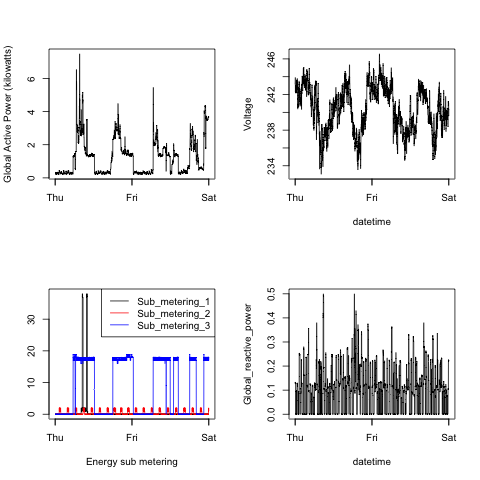 Global Active Power (kilowatts)
0 2 4 6
Thu Fri Sat
Voltage
234 238 242 246
Thu Fri Sat
datetime
0 10 20 30
Sub_metering_1
Sub_metering_2
Sub_metering_3
Thu Fri Sat
Energy sub metering
Global_reactive_power
0.0 0.1 0.2 0.3 0.4 0.5
Thu Fri Sat
datetime